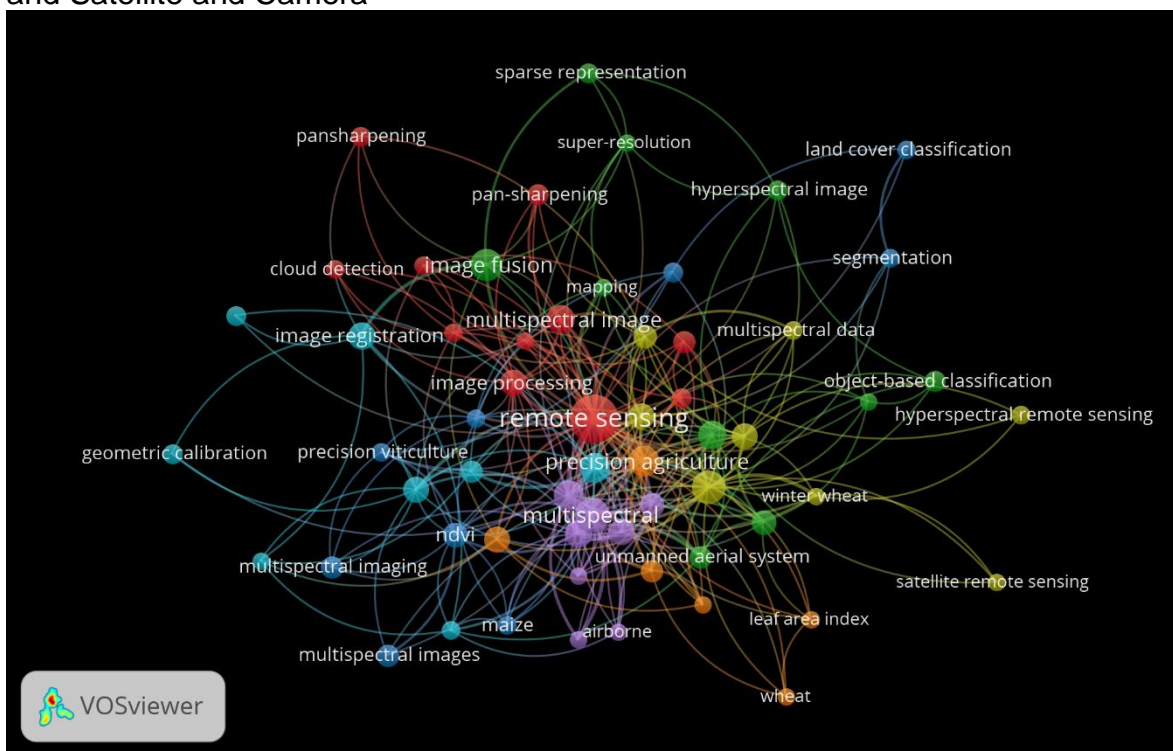 and Satellite and Camera
sparse representation
pansharpening
super-resolution
land cover classification
pan-sharpening
hyperspectral image
cloud detection
image fusion
segmentation
mapping
image registration
multispectral image
multispectral data
image processing
object-based classification
remote sensing
hyperspectral remote sensing
geometric calibration
precision viticulture
precision agriculture
winter wheat
multispectral
ndvi
unmanned aerial system
multispectral imaging
satellite remote sensing
maize
airborne
leaf area index
multispectral images
wheat
VOSviewer